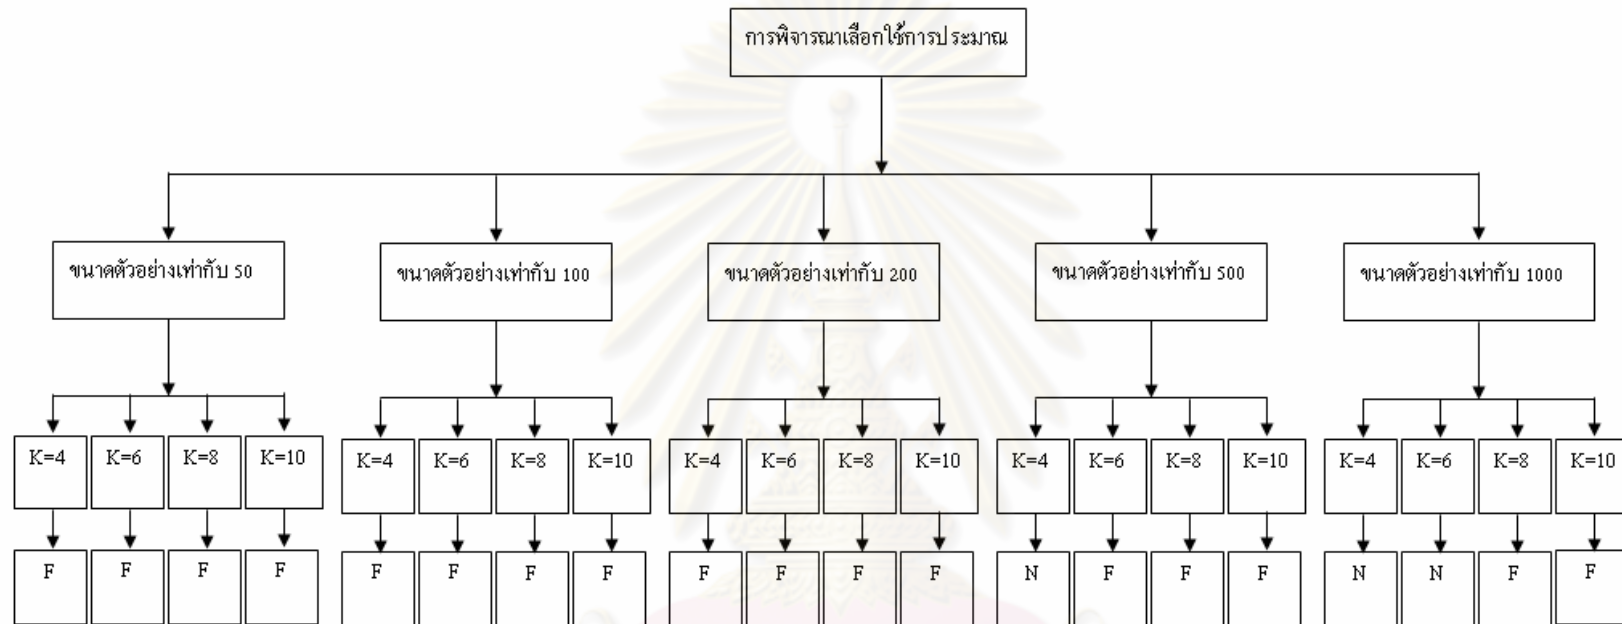 การพิจารณาเลือกใช้การประมาณ
ขนาดตัวอย่างเท่ากับ 50 ขนาดตัวอย่างเท่ากับ 100 ขนาดตัวอย่างเท่ากับ 200 ขนาดตัวอย่างเท่ากับ 500 ขนาดตัวอย่างเท่ากับ 1000
K=4 K=6 K=8 K=10 K=4 K=6 K=8 K=10 K=4 K=6 K=8 K=10 K=4 K=6 K=8 K=10 K=4 K=6 K=8 K=10
F F F F F F F F F F F F N F F F N N F F